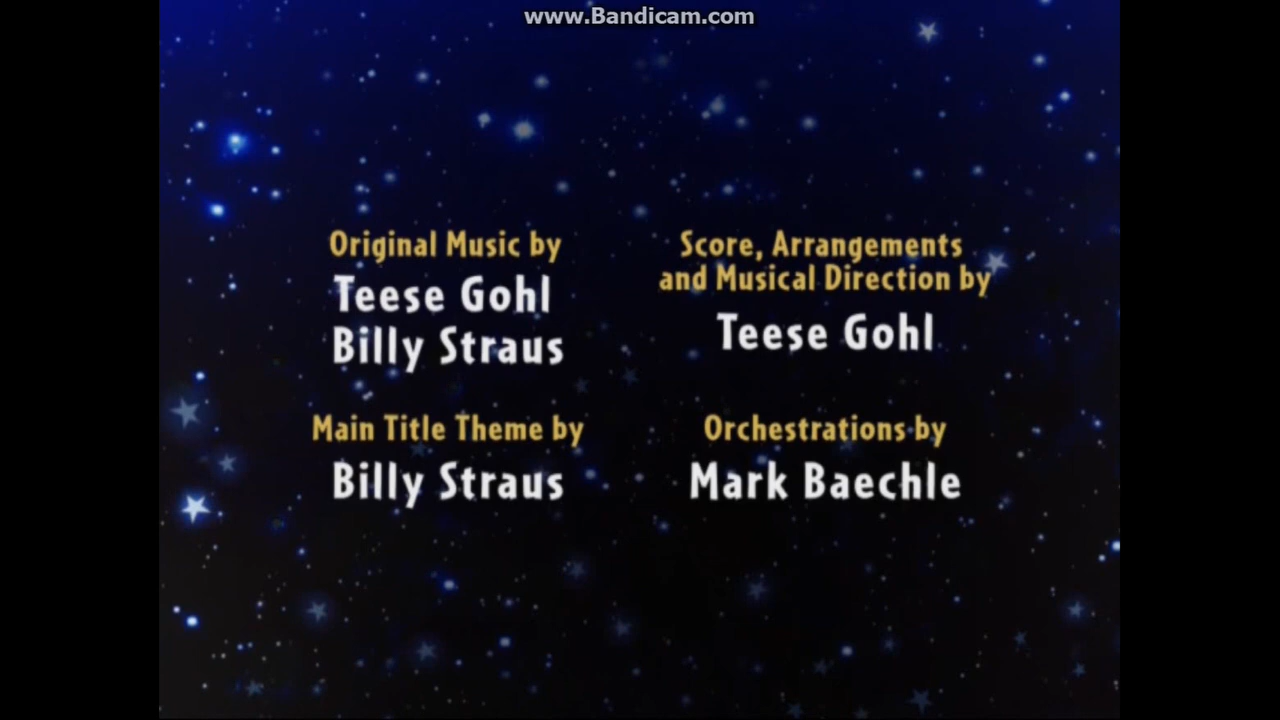 www.Bandicam.com
Original Music by
Teese Gohl
Billy Straus
Score, Arrangements
and Musical Direction by
Teese Gohl
Main Title Theme by
Billy Straus
Orchestrations by
Mark Baechle